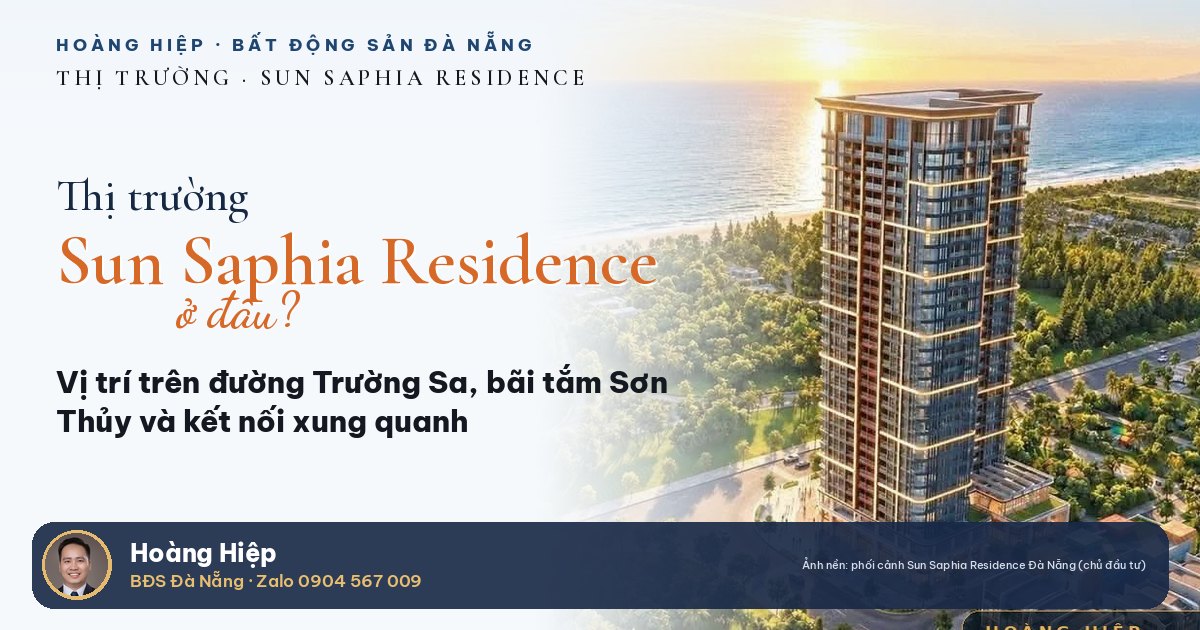 HOÀNG HIỆP · BẤT ĐỘNG SẢN ĐÀ NẴNG
THỊ TRƯỜNG · SUN SAPHIA RESIDENCE
Thị trường
Sun Saphia Residence
ở đâu?
Vị trí trên đường Trường Sa, bãi tắm Sơn
Thủy và kết nối xung quanh
Hoàng Hiệp
BĐS Đà Nẵng · Zalo 0904 567 009
Ảnh nền: phối cảnh Sun Saphia Residence Đà Nẵng (chủ đầu tư)
HOÀNG HIỆP